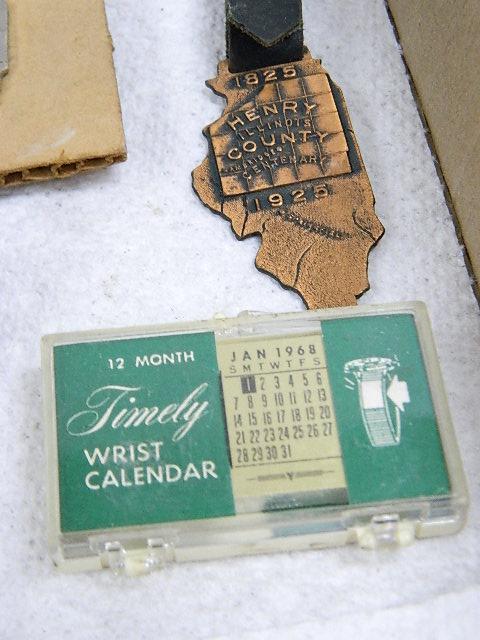 1825
HENRY
ILLINOIS
COUNTY
CENTENARY
1925
12 MONTH
Timely
WRIST
CALENDAR
JAN 1968
S M T W T F S
1 2 3 4 5 6
7 8 9 10 11 12 13
14 15 16 17 18 19 20
21 22 23 24 25 26 27
28 29 30 31